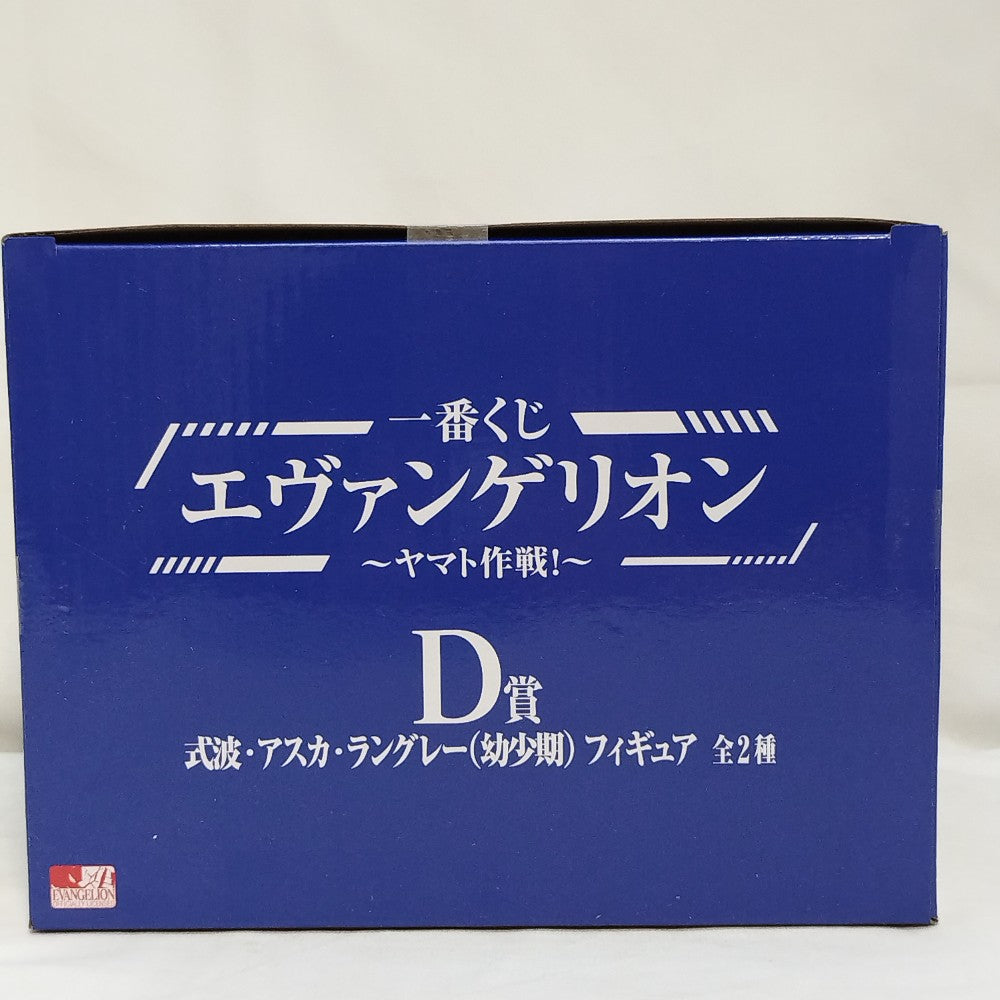 一番くじ
エヴァンゲリオン
～ヤマト作戦!～
D賞
式波・アスカ・ラングレー(幼少期) フィギュア 全2種
EVANGELION
OFFICIALLY LICENSED